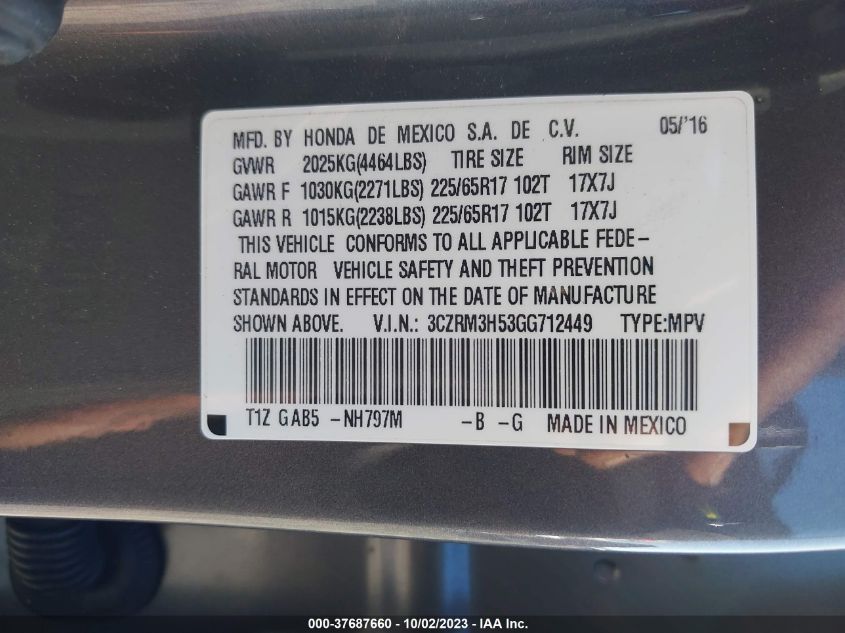 MFD. BY HONDA DE MEXICO S.A. DE C.V. 05/'16
GVWR 2025KG(4464LBS) TIRE SIZE RIM SIZE
GAWR F 1030KG(2271LBS) 225/65R17 102T 17X7J
GAWR R 1015KG(2238LBS) 225/65R17 102T 17X7J
THIS VEHICLE CONFORMS TO ALL APPLICABLE FEDE-
RAL MOTOR VEHICLE SAFETY AND THEFT PREVENTION
STANDARDS IN EFFECT ON THE DATE OF MANUFACTURE
SHOWN ABOVE. V.I.N.: 3CZRM3H53GG712449 TYPE:MPV
T1Z GAB5 -NH797M -B -G MADE IN MEXICO
000-37687660 - 10/02/2023 - IAA Inc.